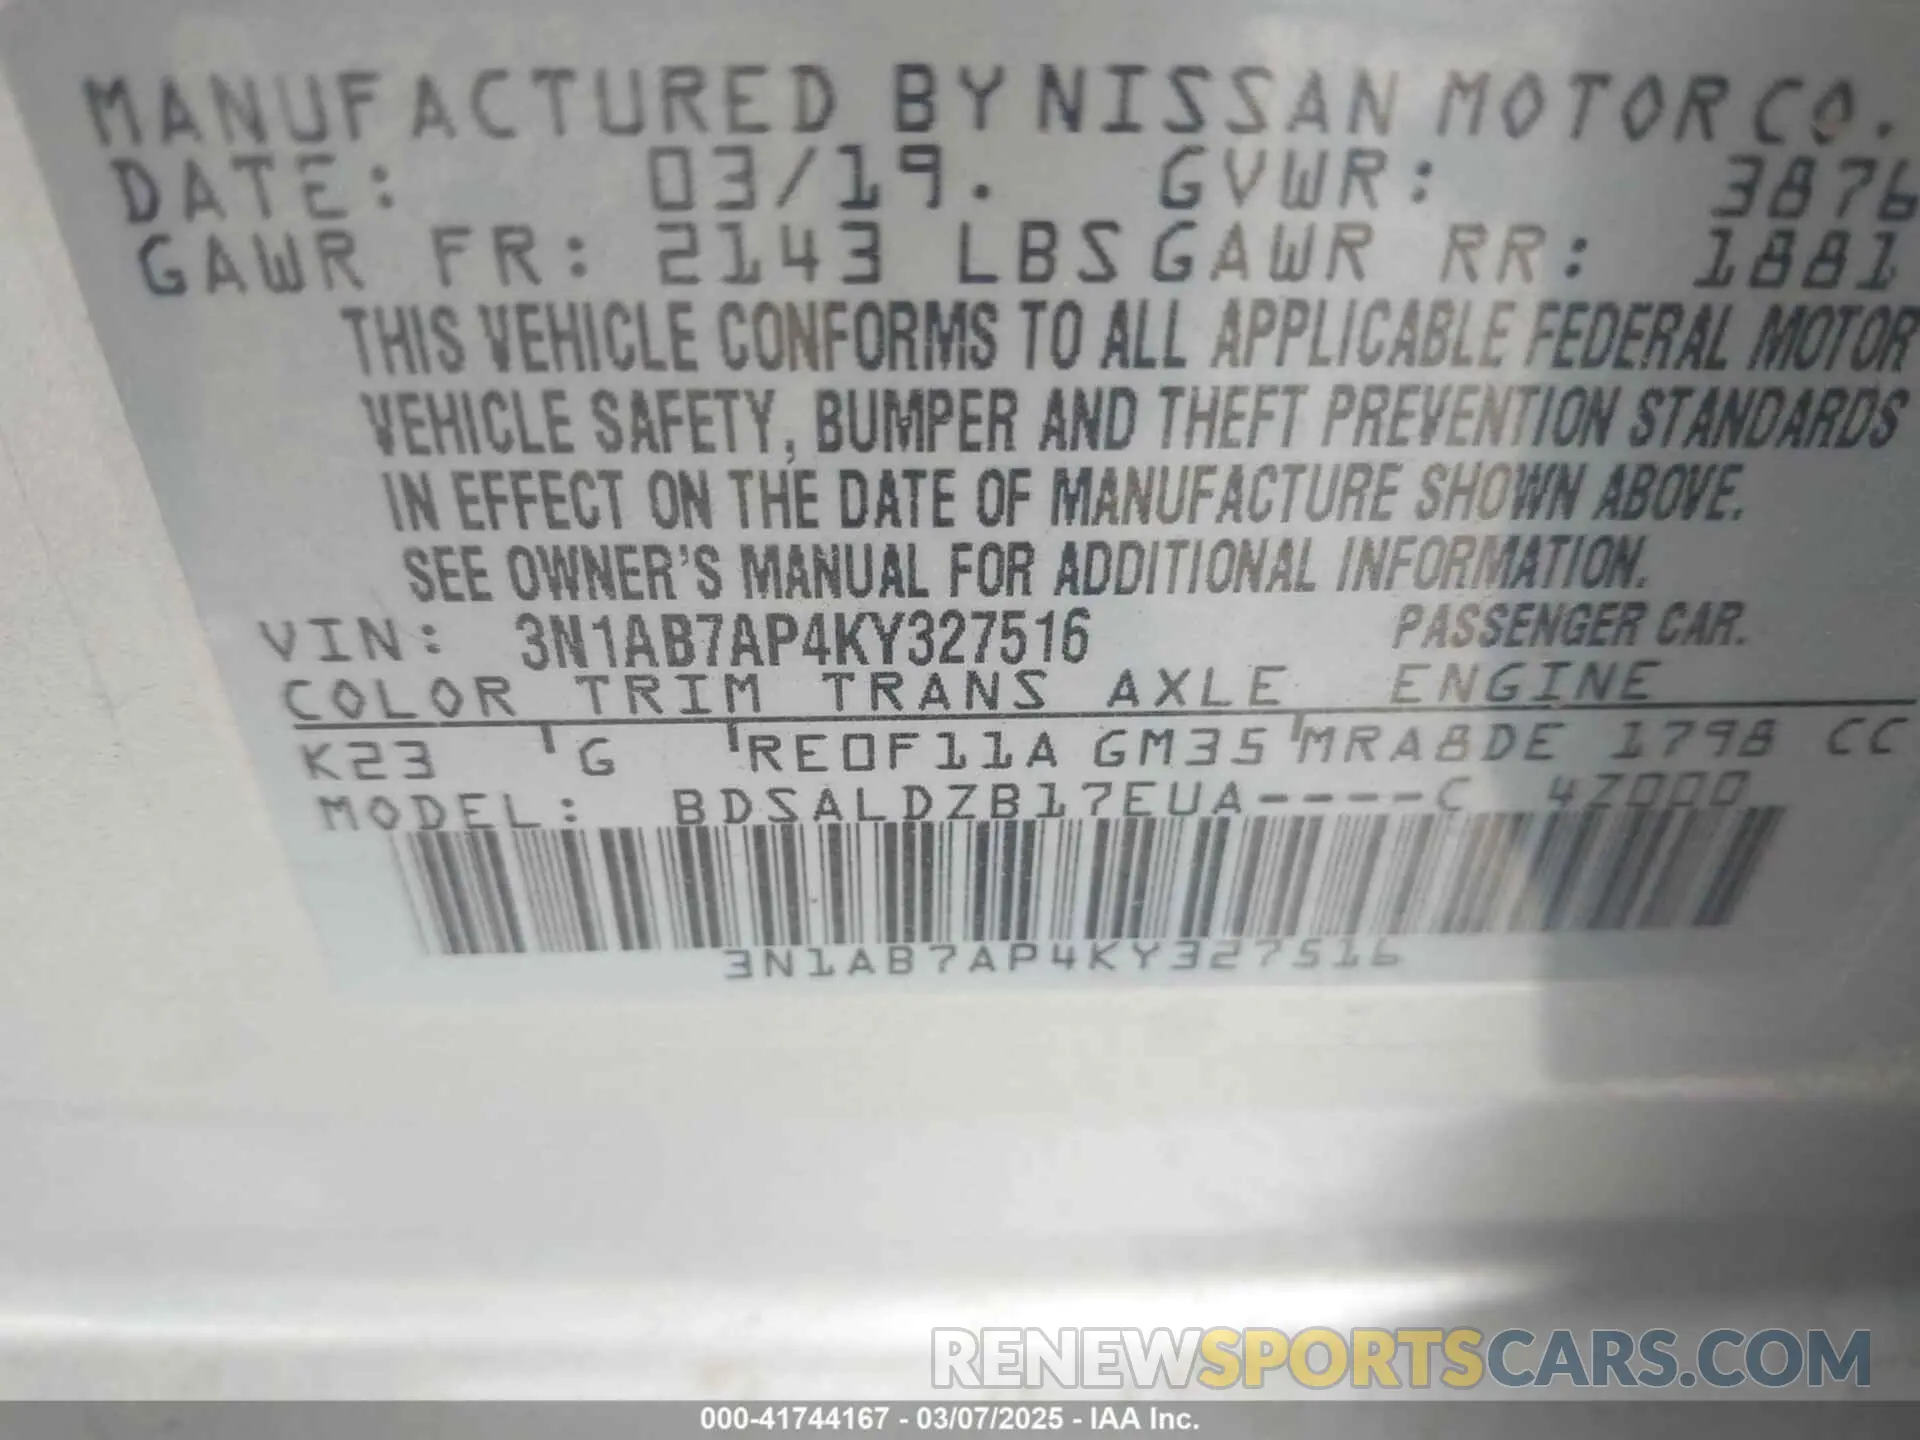 MANUFACTURED BY NISSAN MOTOR CO.
DATE: 03/19. GVWR: 3876
GAWR FR: 2143 LBS GAWR RR: 1881
THIS VEHICLE CONFORMS TO ALL APPLICABLE FEDERAL MOTOR
VEHICLE SAFETY, BUMPER AND THEFT PREVENTION STANDARDS
IN EFFECT ON THE DATE OF MANUFACTURE SHOWN ABOVE.
SEE OWNER'S MANUAL FOR ADDITIONAL INFORMATION.
VIN: 3N1AB7AP4KY327516 PASSENGER CAR.
COLOR TRIM TRANS AXLE ENGINE
K23 G RE0F11A GM35 MRA8DE 1798 CC
MODEL: BDSALDZB17EUA----C 4Z000
3N1AB7AP4KY327516
RENEWSPORTSCARS.COM
000-41744167 - 03/07/2025 - IAA Inc.